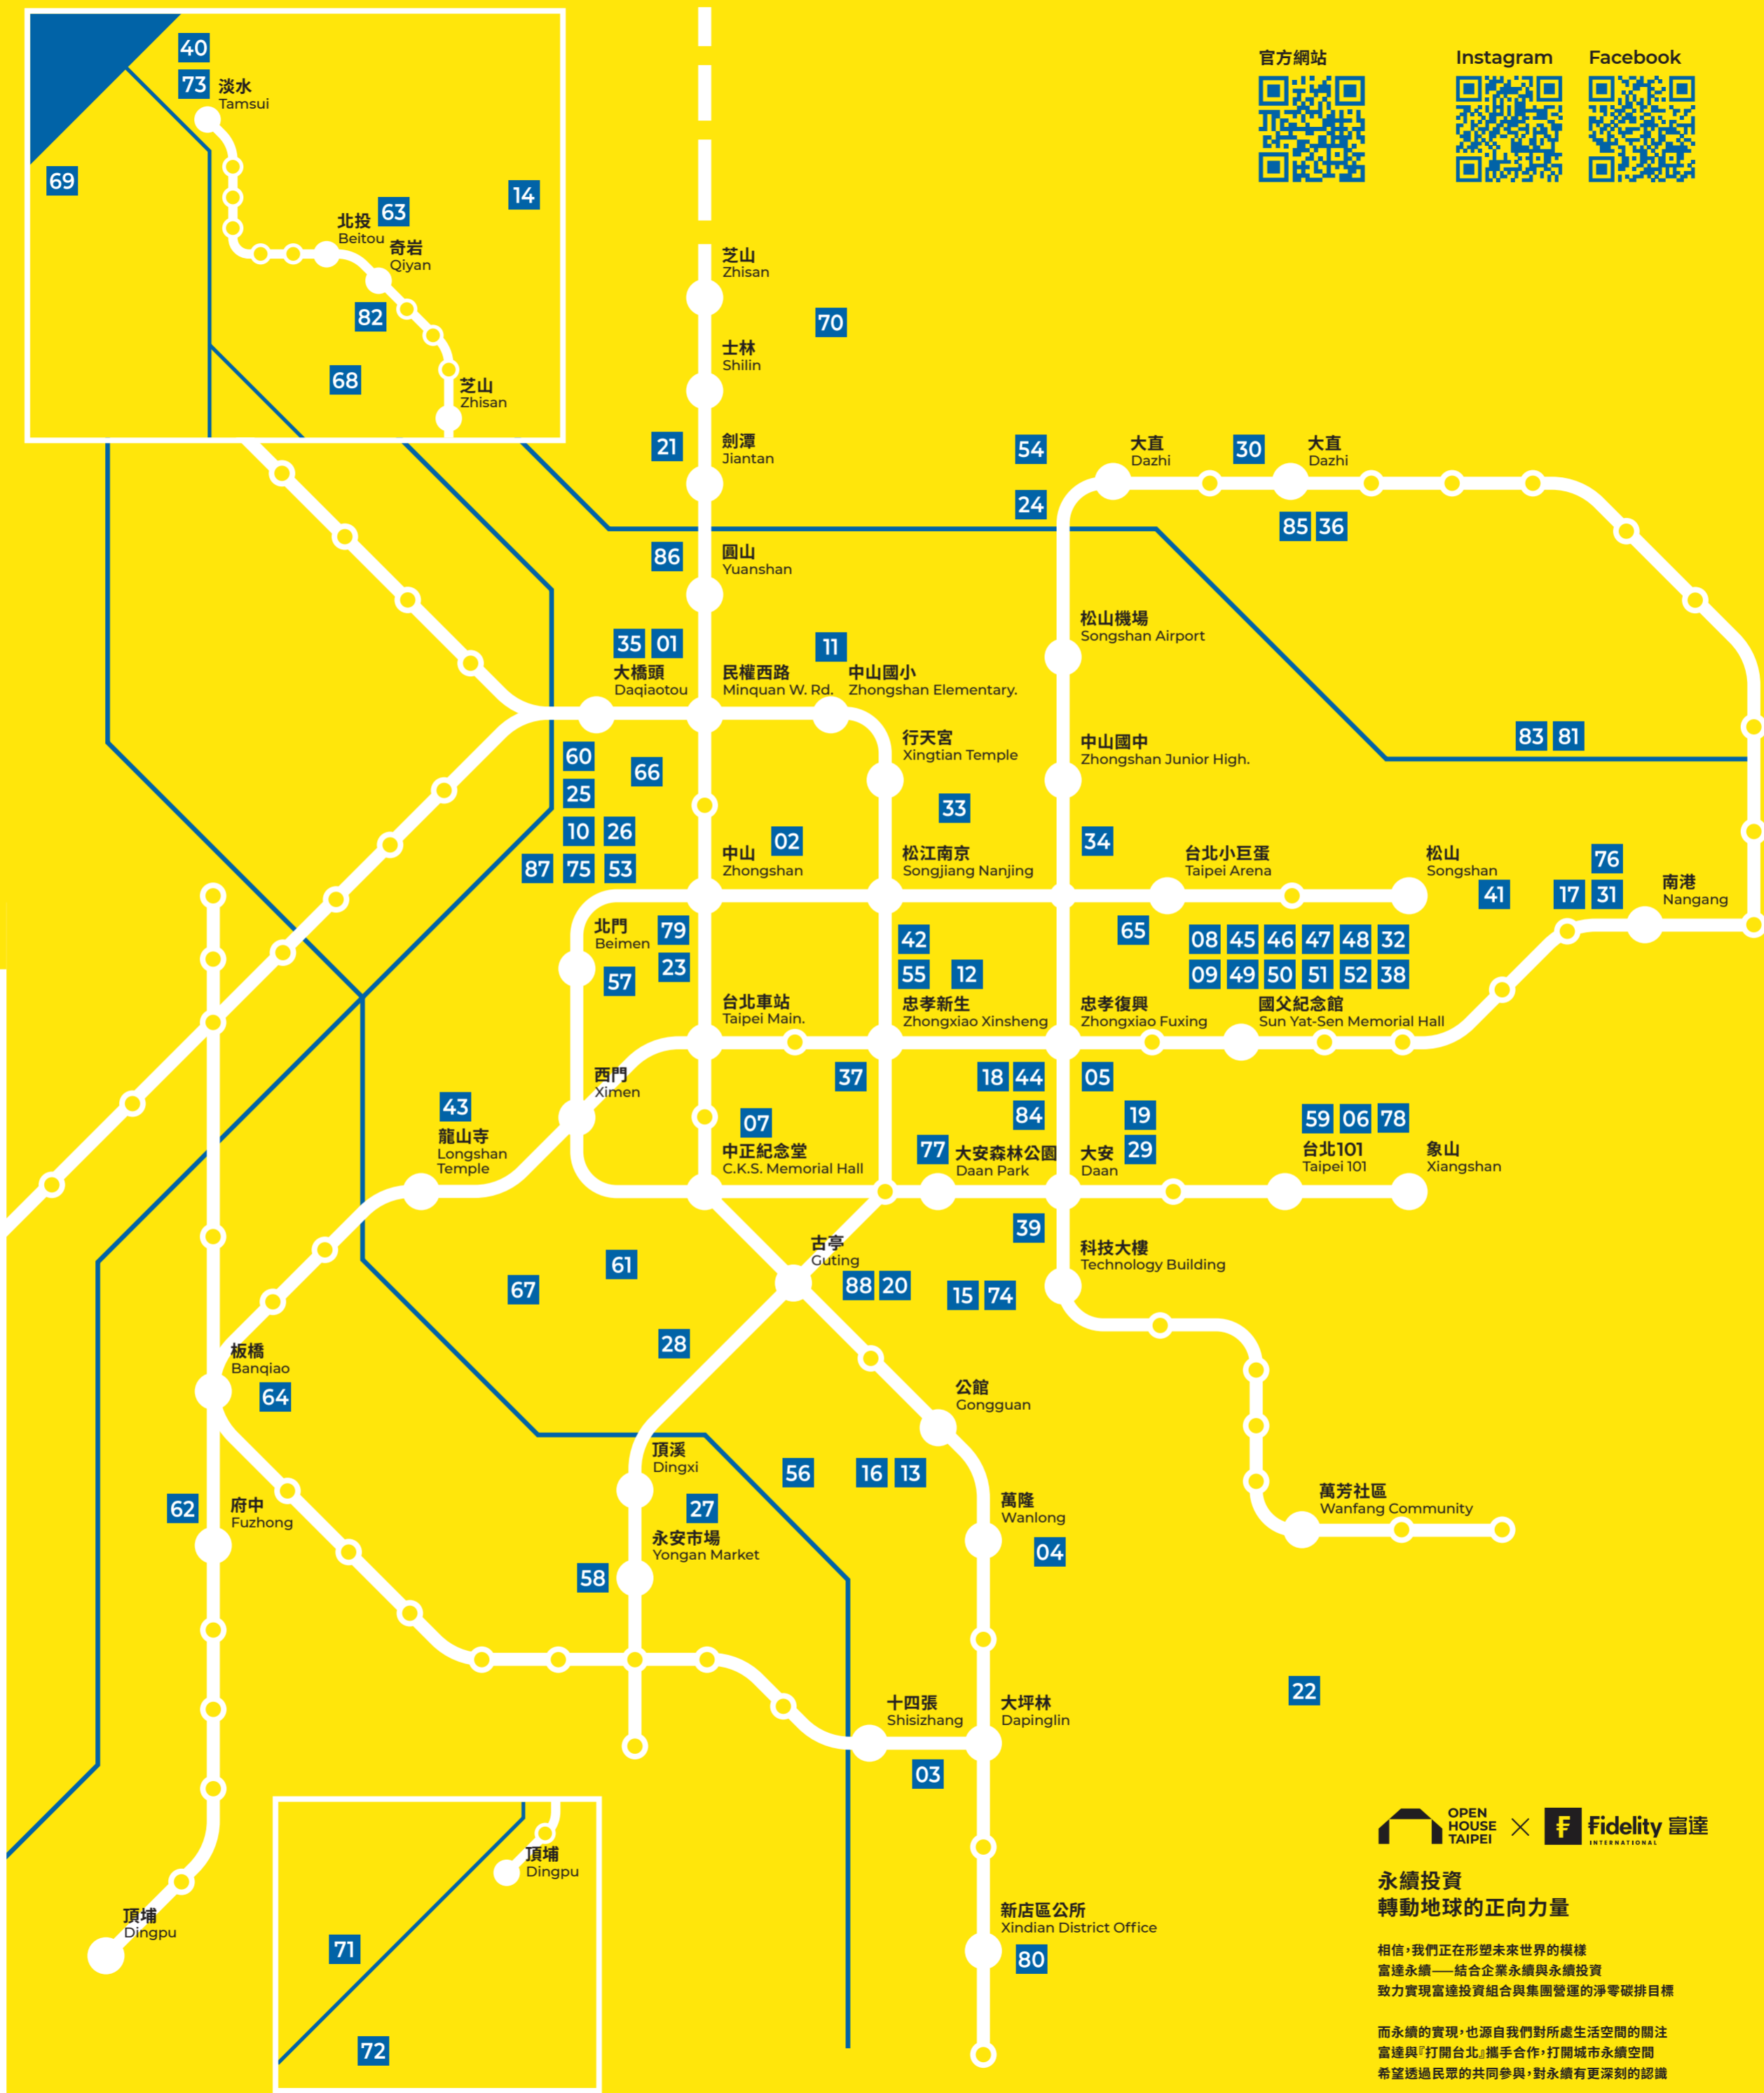 官方網站
Instagram
Facebook
40
73
淡水
Tamsui
69
14
北投
Beitou
63
奇岩
Qiyan
82
68
芝山
Zhisan
芝山
Zhisan
70
士林
Shilin
21
劍潭
Jiantan
54
24
大直
Dazhi
30
大直
Dazhi
85
36
86
圓山
Yuanshan
松山機場
Songshan Airport
35
01
11
大橋頭
Daqiaotou
民權西路
Minquan W. Rd.
中山國小
Zhongshan Elementary.
行天宮
Xingtian Temple
中山國中
Zhongshan Junior High.
83
81
60
66
25
33
10
26
87
75
53
02
中山
Zhongshan
松江南京
Songjiang Nanjing
34
台北小巨蛋
Taipei Arena
松山
Songshan
76
41
17
31
南港
Nangang
北門
Beimen
79
23
57
42
55
12
65
08
45
46
47
48
32
09
49
50
51
52
38
台北車站
Taipei Main.
忠孝新生
Zhongxiao Xinsheng
忠孝復興
Zhongxiao Fuxing
國父紀念館
Sun Yat-Sen Memorial Hall
西門
Ximen
37
18
44
05
84
19
43
龍山寺
Longshan
Temple
07
中正紀念堂
C.K.S. Memorial Hall
77
大安森林公園
Daan Park
大安
Daan
29
59
06
78
台北101
Taipei 101
象山
Xiangshan
39
古亭
Guting
科技大樓
Technology Building
61
67
88
20
15
74
28
板橋
Banqiao
64
公館
Gongguan
頂溪
Dingxi
56
16
13
62
府中
Fuzhong
27
永安市場
Yongan Market
58
萬隆
Wanlong
04
萬芳社區
Wanfang Community
22
十四張
Shisizhang
大坪林
Dapinglin
03
頂埔
Dingpu
頂埔
Dingpu
71
72
新店區公所
Xindian District Office
80
OPEN
HOUSE
TAIPEI
Fidelity 富達
INTERNATIONAL
永續投資
轉動地球的正向力量
相信，我們正在形塑未來世界的模樣
富達永續——結合企業永續與永續投資
致力實現富達投資組合與集團營運的淨零碳排目標
而永續的實現，也源自我們對所處生活空間的關注
富達與『打開台北』攜手合作，打開城市永續空間
希望透過民眾的共同參與，對永續有更深刻的認識